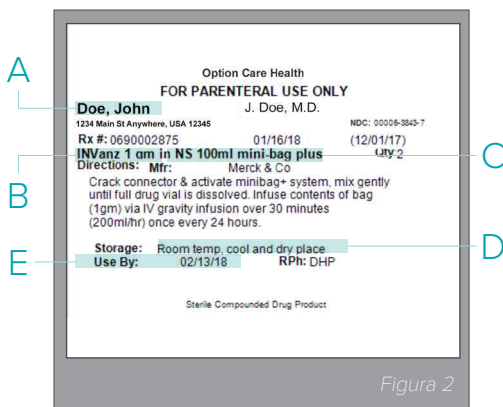 Option Care Health
FOR PARENTERAL USE ONLY
A
Doe, John J. Doe, M.D.
1234 Main St Anywhere, USA 12345 NDC: 00006-3843-7
Rx #: 0690002875 01/16/18 (12/01/17)
B INVanz 1 gm in NS 100ml mini-bag plus Qty:2 C
Directions: Mfr: Merck & Co
Crack connector & activate minibag+ system, mix gently
until full drug vial is dissolved. Infuse contents of bag
(1gm) via IV gravity infusion over 30 minutes
(200ml/hr) once every 24 hours.
Storage: Room temp, cool and dry place D
E Use By: 02/13/18 RPh: DHP
Sterile Compounded Drug Product
Figura 2